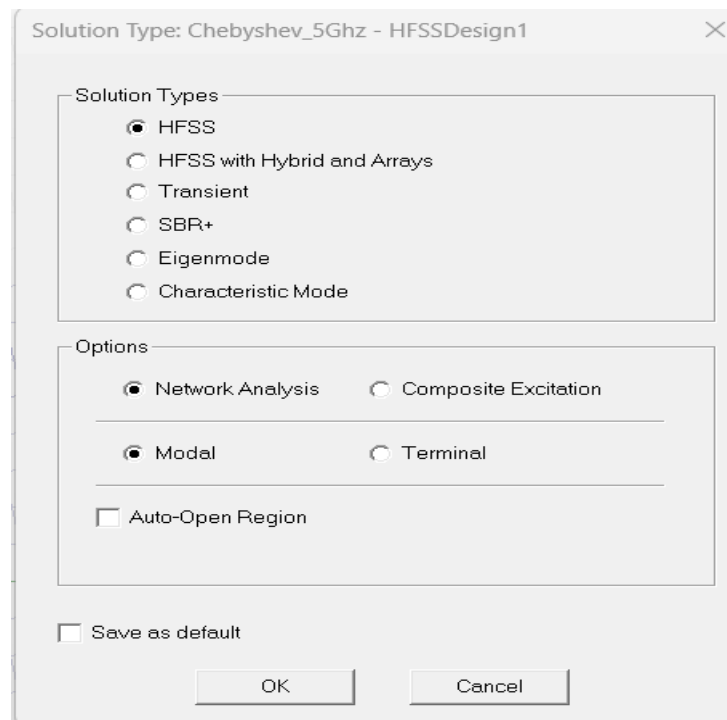 Solution Type: Chebyshev_5Ghz - HFSSDesign1
Solution Types
HFSS
HFSS with Hybrid and Arrays
Transient
SBR+
Eigenmode
Characteristic Mode
Options
Network Analysis Composite Excitation
Modal Terminal
Auto-Open Region
Save as default
OK Cancel